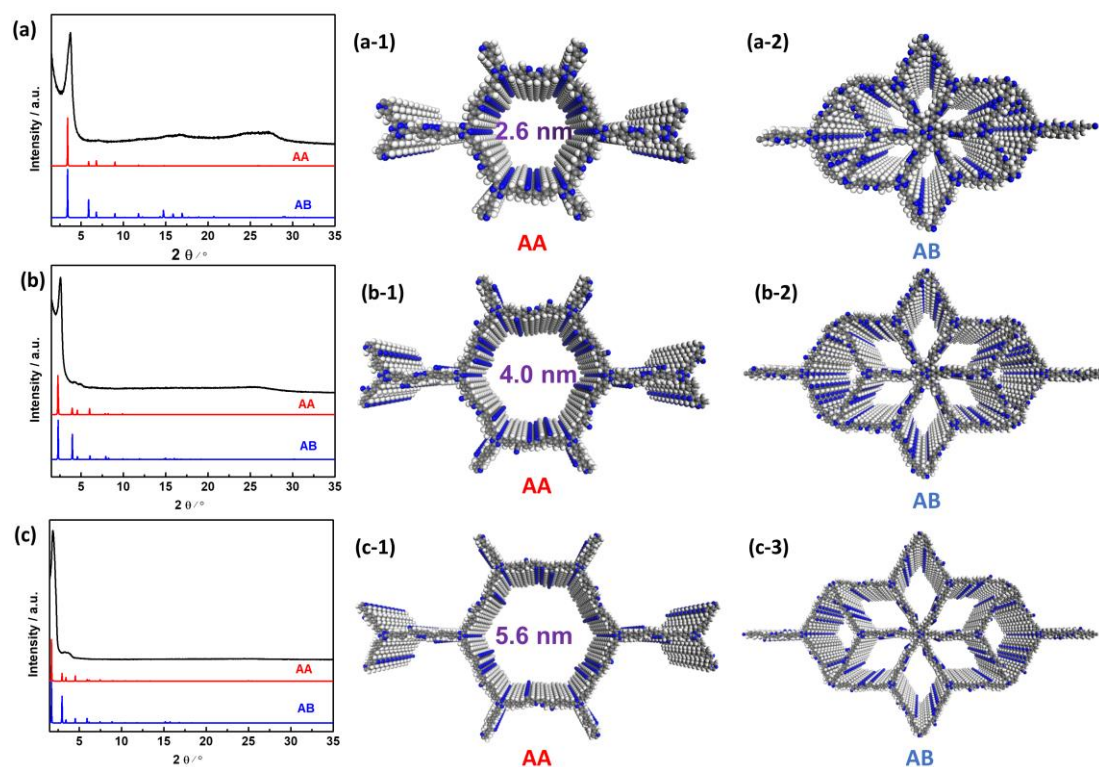 (a)
Intensity / a.u.
AA
AB
5 10 15 20 25 30 35
2 θ /°
(a-1)
2.6 nm
AA
(a-2)
AB
(b)
Intensity / a.u.
AA
AB
5 10 15 20 25 30 35
2 θ /°
(b-1)
4.0 nm
AA
(b-2)
AB
(c)
Intensity / a.u.
AA
AB
5 10 15 20 25 30 35
2 θ /°
(c-1)
5.6 nm
AA
(c-3)
AB